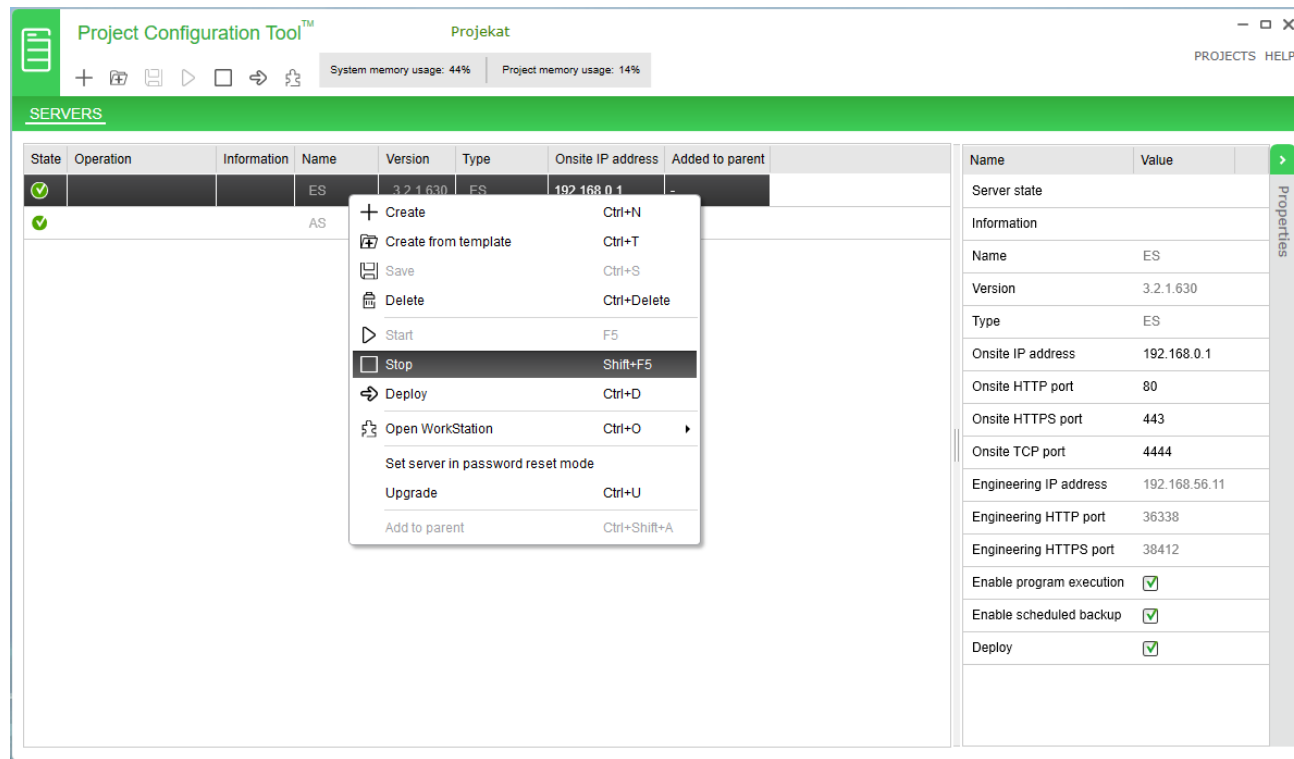 Project Configuration Tool™ Projekat
PROJECTS HELP
System memory usage: 44% Project memory usage: 14%
SERVERS
State Operation Information Name Version Type Onsite IP address Added to parent
ES 3.2.1.630 ES 192.168.0.1 -
AS
Create Ctrl+N
Create from template Ctrl+T
Save Ctrl+S
Delete Ctrl+Delete
Start F5
Stop Shift+F5
Deploy Ctrl+D
Open WorkStation Ctrl+O
Set server in password reset mode
Upgrade Ctrl+U
Add to parent Ctrl+Shift+A
Name Value
Server state
Information
Name ES
Version 3.2.1.630
Type ES
Onsite IP address 192.168.0.1
Onsite HTTP port 80
Onsite HTTPS port 443
Onsite TCP port 4444
Engineering IP address 192.168.56.11
Engineering HTTP port 36338
Engineering HTTPS port 38412
Enable program execution
Enable scheduled backup
Deploy
Properties